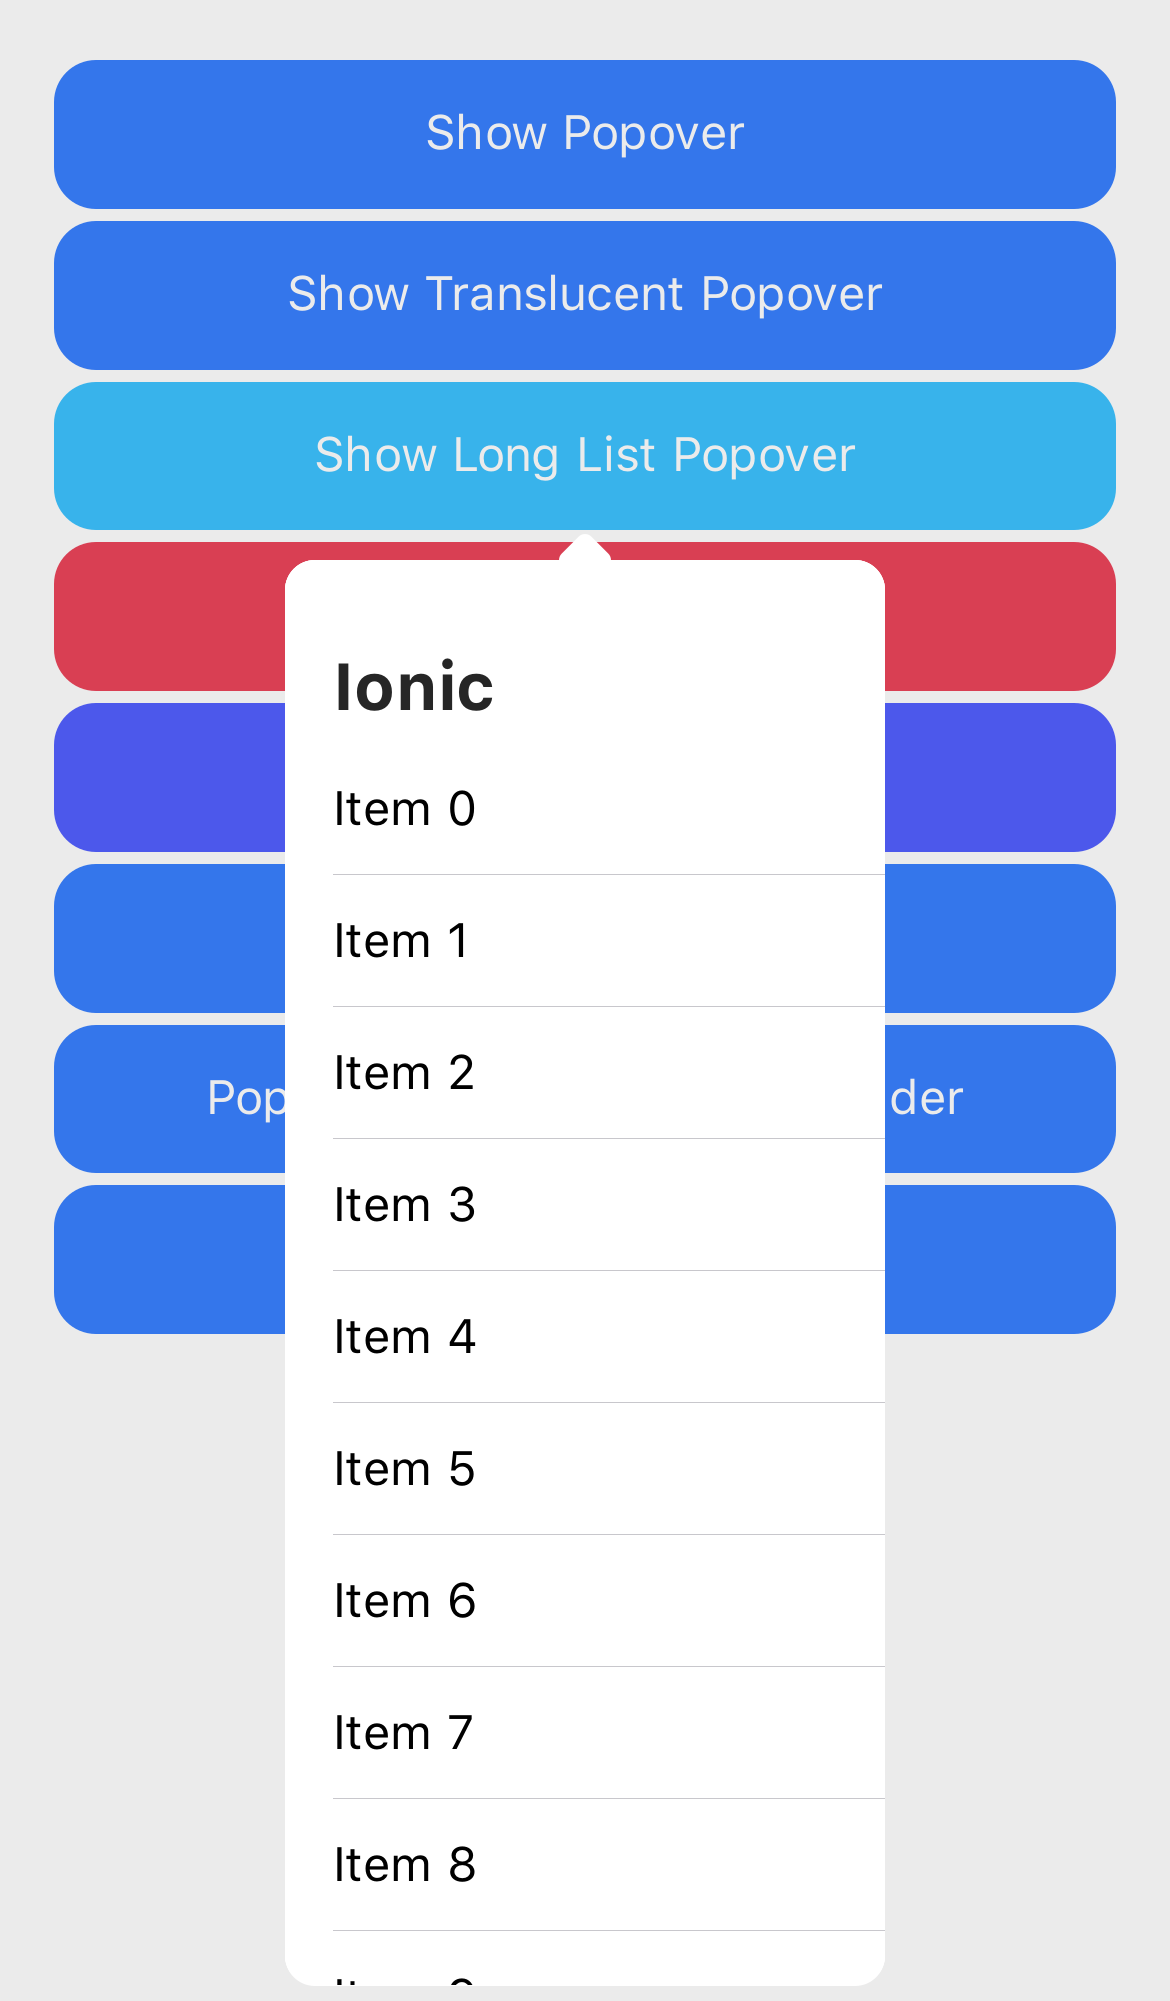 Show Popover
Show Translucent Popover
Show Long List Popover
Ionic
Item 0
Item 1
Item 2
Pop
der
Item 3
Item 4
Item 5
Item 6
Item 7
Item 8